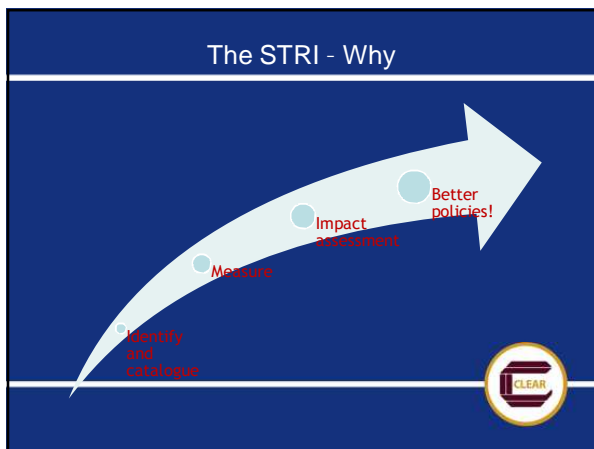 The STRI - Why
Better
policies!
Impact
assessment
Measure
Identify
and
catalogue
CLEAR